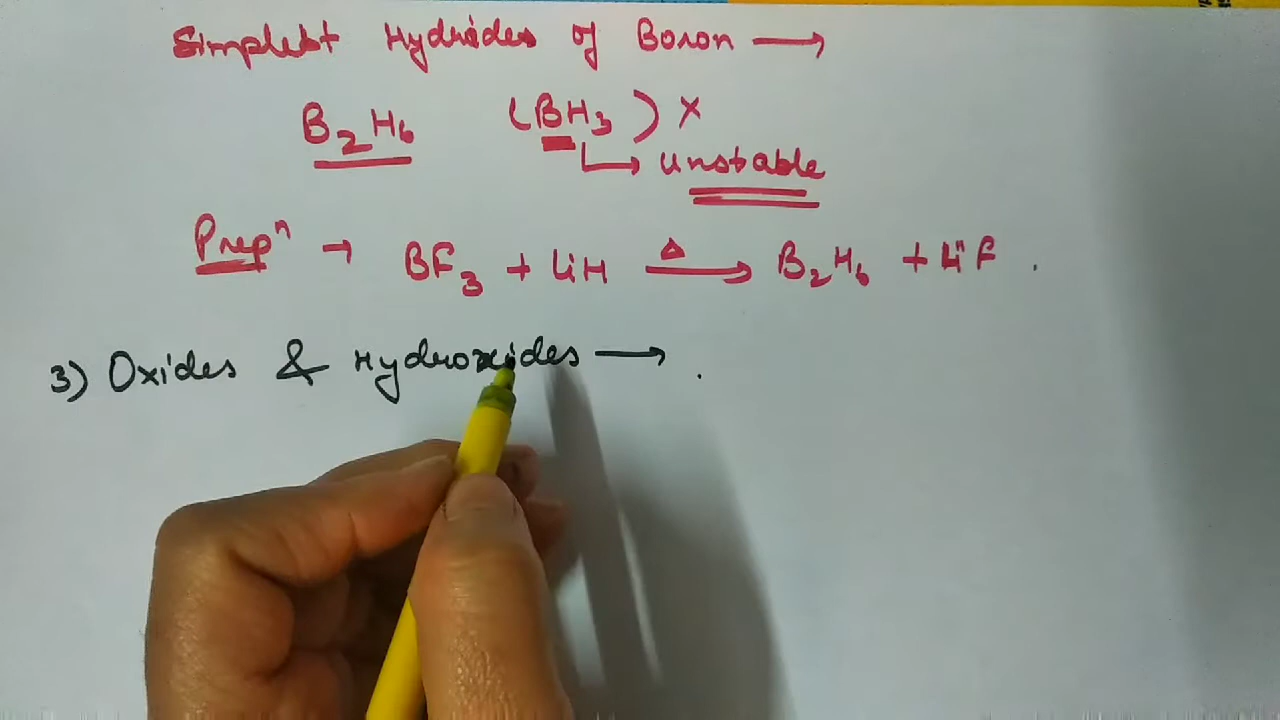 Simplest Hydrides of Boron →
B₂H₆ (BH₃) ×
↳ unstable
Prepⁿ → BF₃ + LiH —Δ→ B₂H₆ + LiF .
3) Oxides & Hydroxides → .